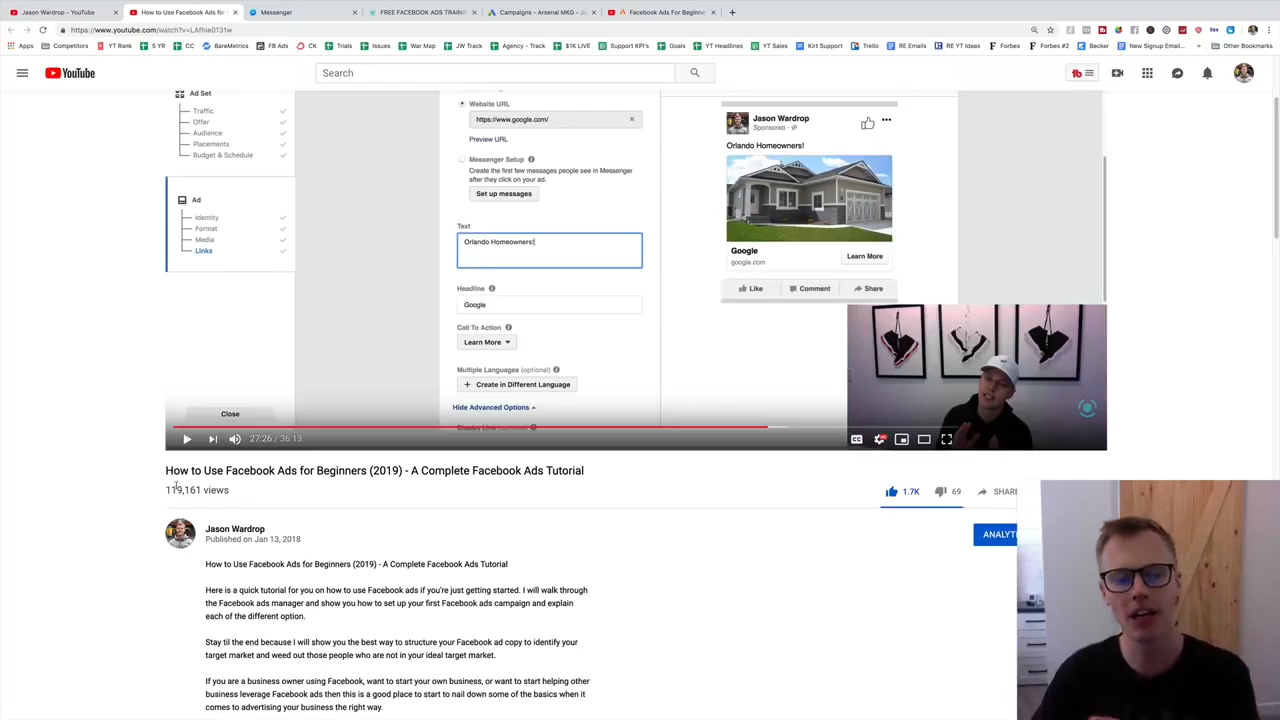 Jason Wardrop - YouTube
How to Use Facebook Ads for
Messenger
FREE FACEBOOK ADS TRAININ
Campaigns - Arsenal MKG - Ja
Facebook Ads For Beginne
https://www.youtube.com/watch?v=LAfhie0131w
Apps
Competitors
YT Rank
6 YR
CC
BareMetrics
FB Ads
CK
Trials
Issues
War Map
JW Track
Agency - Track
$1K LIVE
Support KPI's
Goals
YT Headlines
YT Sales
Kirt Support
Trello
RE Emails
RE YT Ideas
Forbes
Forbes #2
Becker
New Signup Email...
Other Bookmarks
YouTube
Search
Ad Set
Traffic
Offer
Audience
Placements
Budget & Schedule
Ad
Identity
Format
Media
Links
Close
Website URL
https://www.google.com/
Preview URL
Messenger Setup
Create the first few messages people see in Messenger
after they click on your ad.
Set up messages
Text
Orlando Homeowners!
Headline
Google
Call To Action
Learn More
Multiple Languages (optional)
+ Create in Different Language
Hide Advanced Options
Jason Wardrop
Sponsored
Orlando Homeowners!
Google
google.com
Learn More
Like
Comment
Share
27:26 / 36:13
How to Use Facebook Ads for Beginners (2019) - A Complete Facebook Ads Tutorial
119,161 views
1.7K
69
SHARE
Jason Wardrop
Published on Jan 13, 2018
ANALYTI
How to Use Facebook Ads for Beginners (2019) - A Complete Facebook Ads Tutorial
Here is a quick tutorial for you on how to use Facebook ads if you're just getting started. I will walk through
the Facebook ads manager and show you how to set up your first Facebook ads campaign and explain
each of the different option.
Stay til the end because I will show you the best way to structure your Facebook ad copy to identify your
target market and weed out those people who are not in your ideal target market.
If you are a business owner using Facebook, want to start your own business, or want to start helping other
business leverage Facebook ads then this is a good place to start to nail down some of the basics when it
comes to advertising your business the right way.